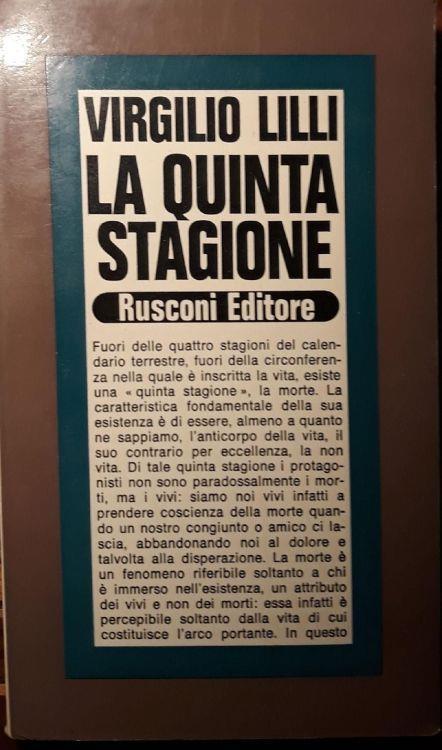 VIRGILIO LILLI
LA QUINTA
STAGIONE
Rusconi Editore
Fuori delle quattro stagioni del calen-
dario terrestre, fuori della circonferen-
za nella quale è inscritta la vita, esiste
una « quinta stagione », la morte. La
caratteristica fondamentale della sua
esistenza è di essere, almeno a quanto
ne sappiamo, l'anticorpo della vita, il
suo contrario per eccellenza, la non
vita. Di tale quinta stagione i protago-
nisti non sono paradossalmente i mor-
ti, ma i vivi: siamo noi vivi infatti a
prendere coscienza della morte quan-
do un nostro congiunto o amico ci la-
scia, abbandonando noi al dolore e
talvolta alla disperazione. La morte è
un fenomeno riferibile soltanto a chi
è immerso nell'esistenza, un attributo
dei vivi e non dei morti: essa infatti è
percepibile soltanto dalla vita di cui
costituisce l'arco portante. In questo